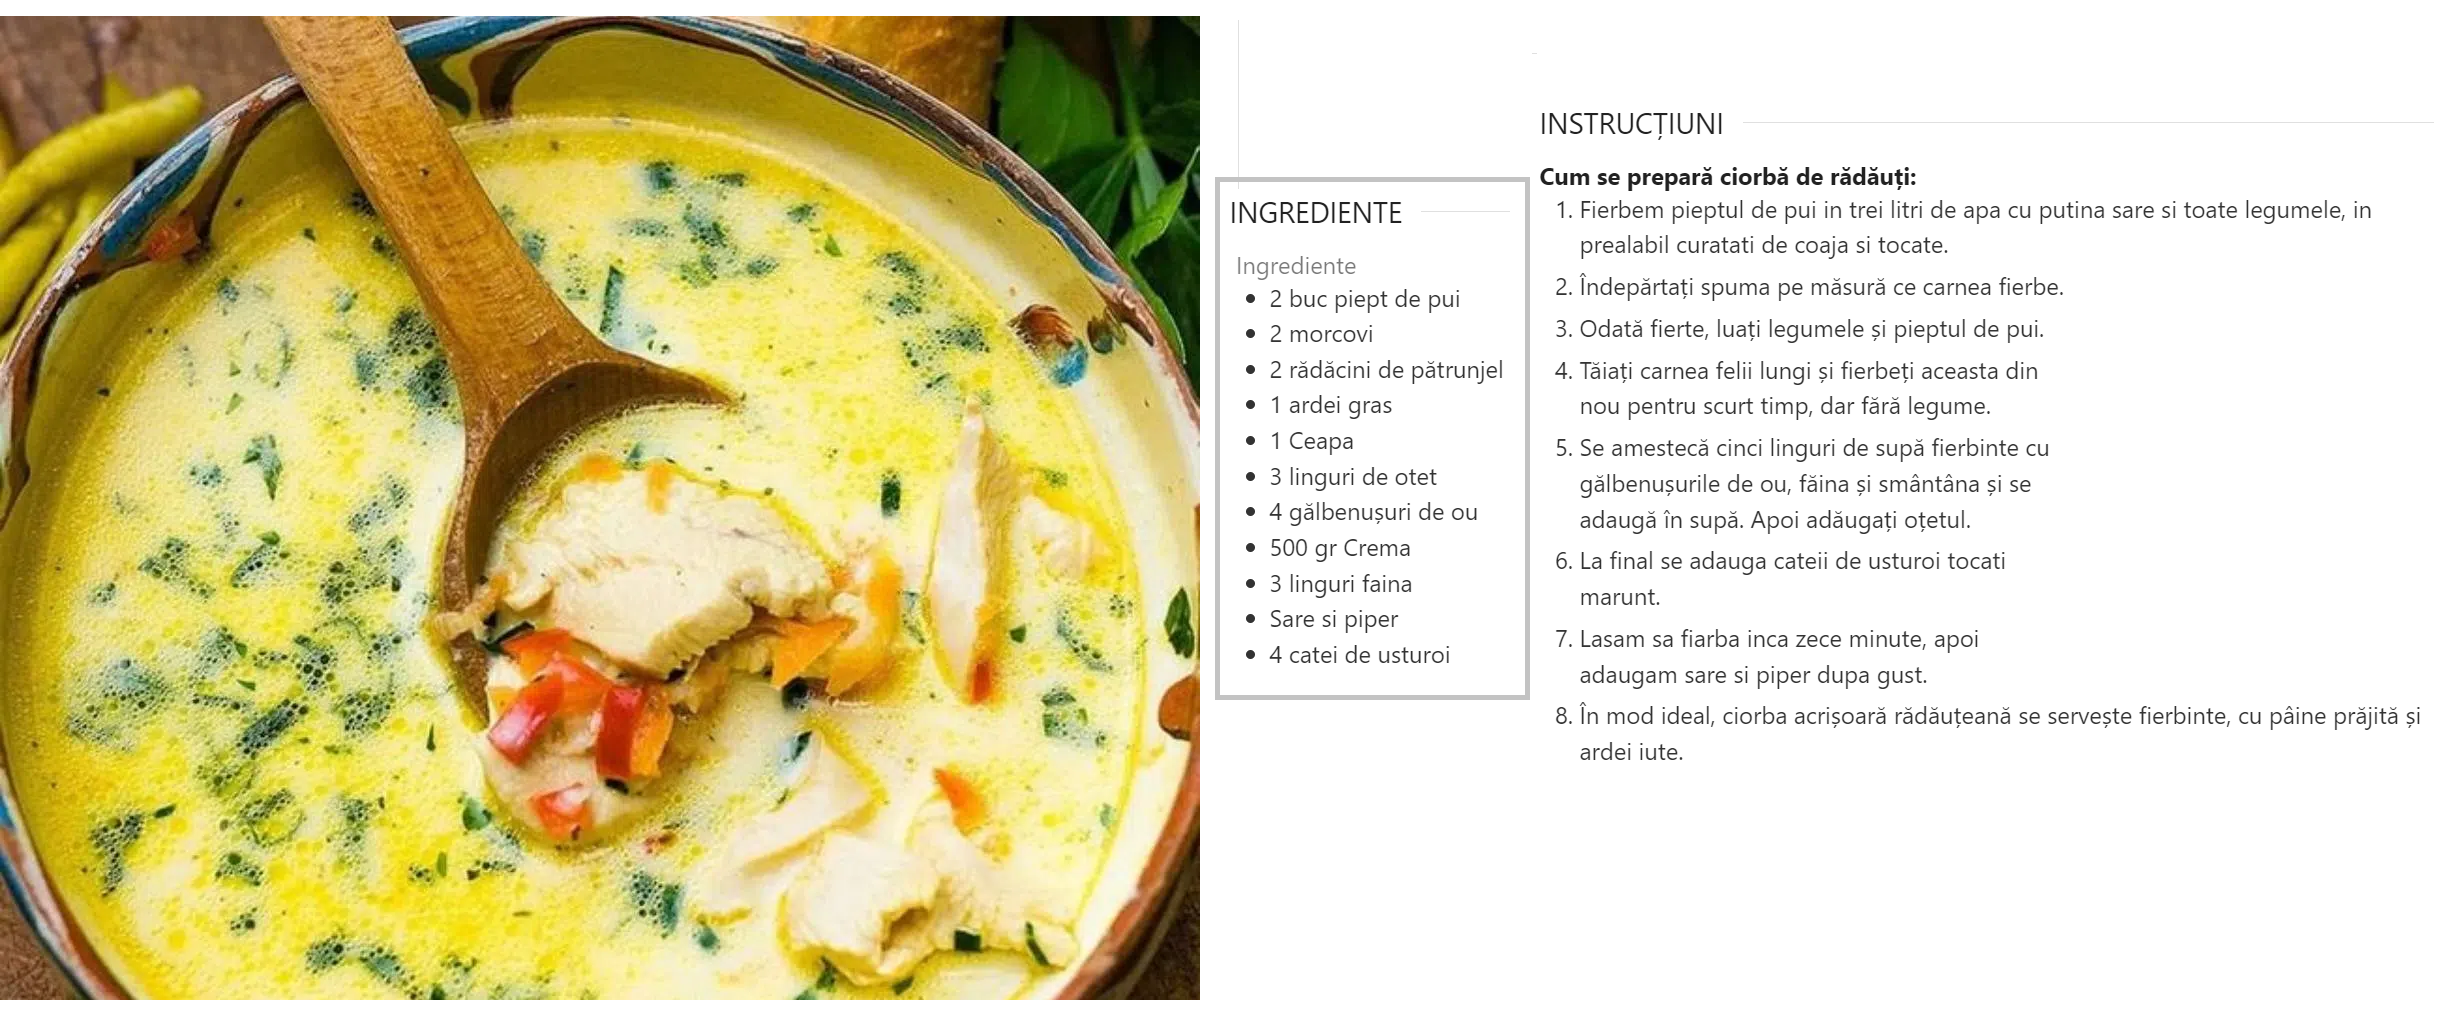 INGREDIENTE
Ingrediente
2 buc piept de pui
2 morcovi
2 rădăcini de pătrunjel
1 ardei gras
1 Ceapa
3 linguri de otet
4 gălbenușuri de ou
500 gr Crema
3 linguri faina
Sare si piper
4 catei de usturoi
INSTRUCȚIUNI
Cum se prepară ciorbă de rădăuți:
1. Fierbem pieptul de pui in trei litri de apa cu putina sare si toate legumele, in
prealabil curatati de coaja si tocate.
2. Îndepărtați spuma pe măsură ce carnea fierbe.
3. Odată fierte, luați legumele și pieptul de pui.
4. Tăiați carnea felii lungi și fierbeți aceasta din
nou pentru scurt timp, dar fără legume.
5. Se amestecă cinci linguri de supă fierbinte cu
gălbenușurile de ou, făina și smântâna și se
adaugă în supă. Apoi adăugați oțetul.
6. La final se adauga cateii de usturoi tocati
marunt.
7. Lasam sa fiarba inca zece minute, apoi
adaugam sare si piper dupa gust.
8. În mod ideal, ciorba acrișoară rădăuțeană se servește fierbinte, cu pâine prăjită și
ardei iute.